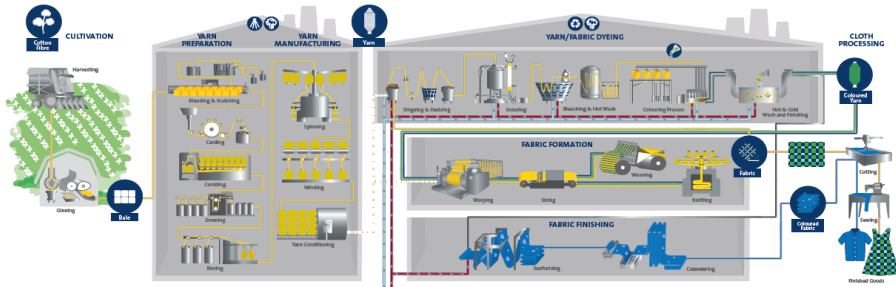 Cotton
Fibre
CULTIVATION
Harvesting
Ginning
Bale
YARN
PREPARATION
Blending & Scutching
Carding
Combing
Drawing
Roving
YARN
MANUFACTURING
Spinning
Winding
Yarn Conditioning
Yarn
YARN/FABRIC DYEING
Singeing & Desizing
Scouring
Bleaching & Hot Wash
Colouring Process
Hot & Cold
Wash and Finishing
FABRIC FORMATION
Warping
Sizing
Weaving
Knitting
Fabric
FABRIC FINISHING
Sanforizing
Calendering
CLOTH
PROCESSING
Coloured
Yarn
Cutting
Coloured
Fabric
Sewing
Finished Goods